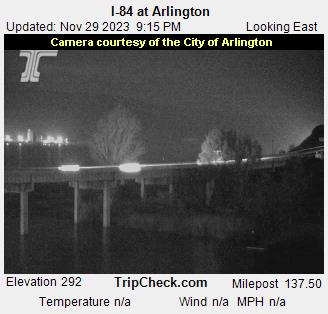 I-84 at Arlington
Updated: Nov 29 2023 9:15 PM Looking East
Camera courtesy of the City of Arlington
Elevation 292 TripCheck.com Milepost 137.50
Temperature n/a Wind n/a MPH n/a